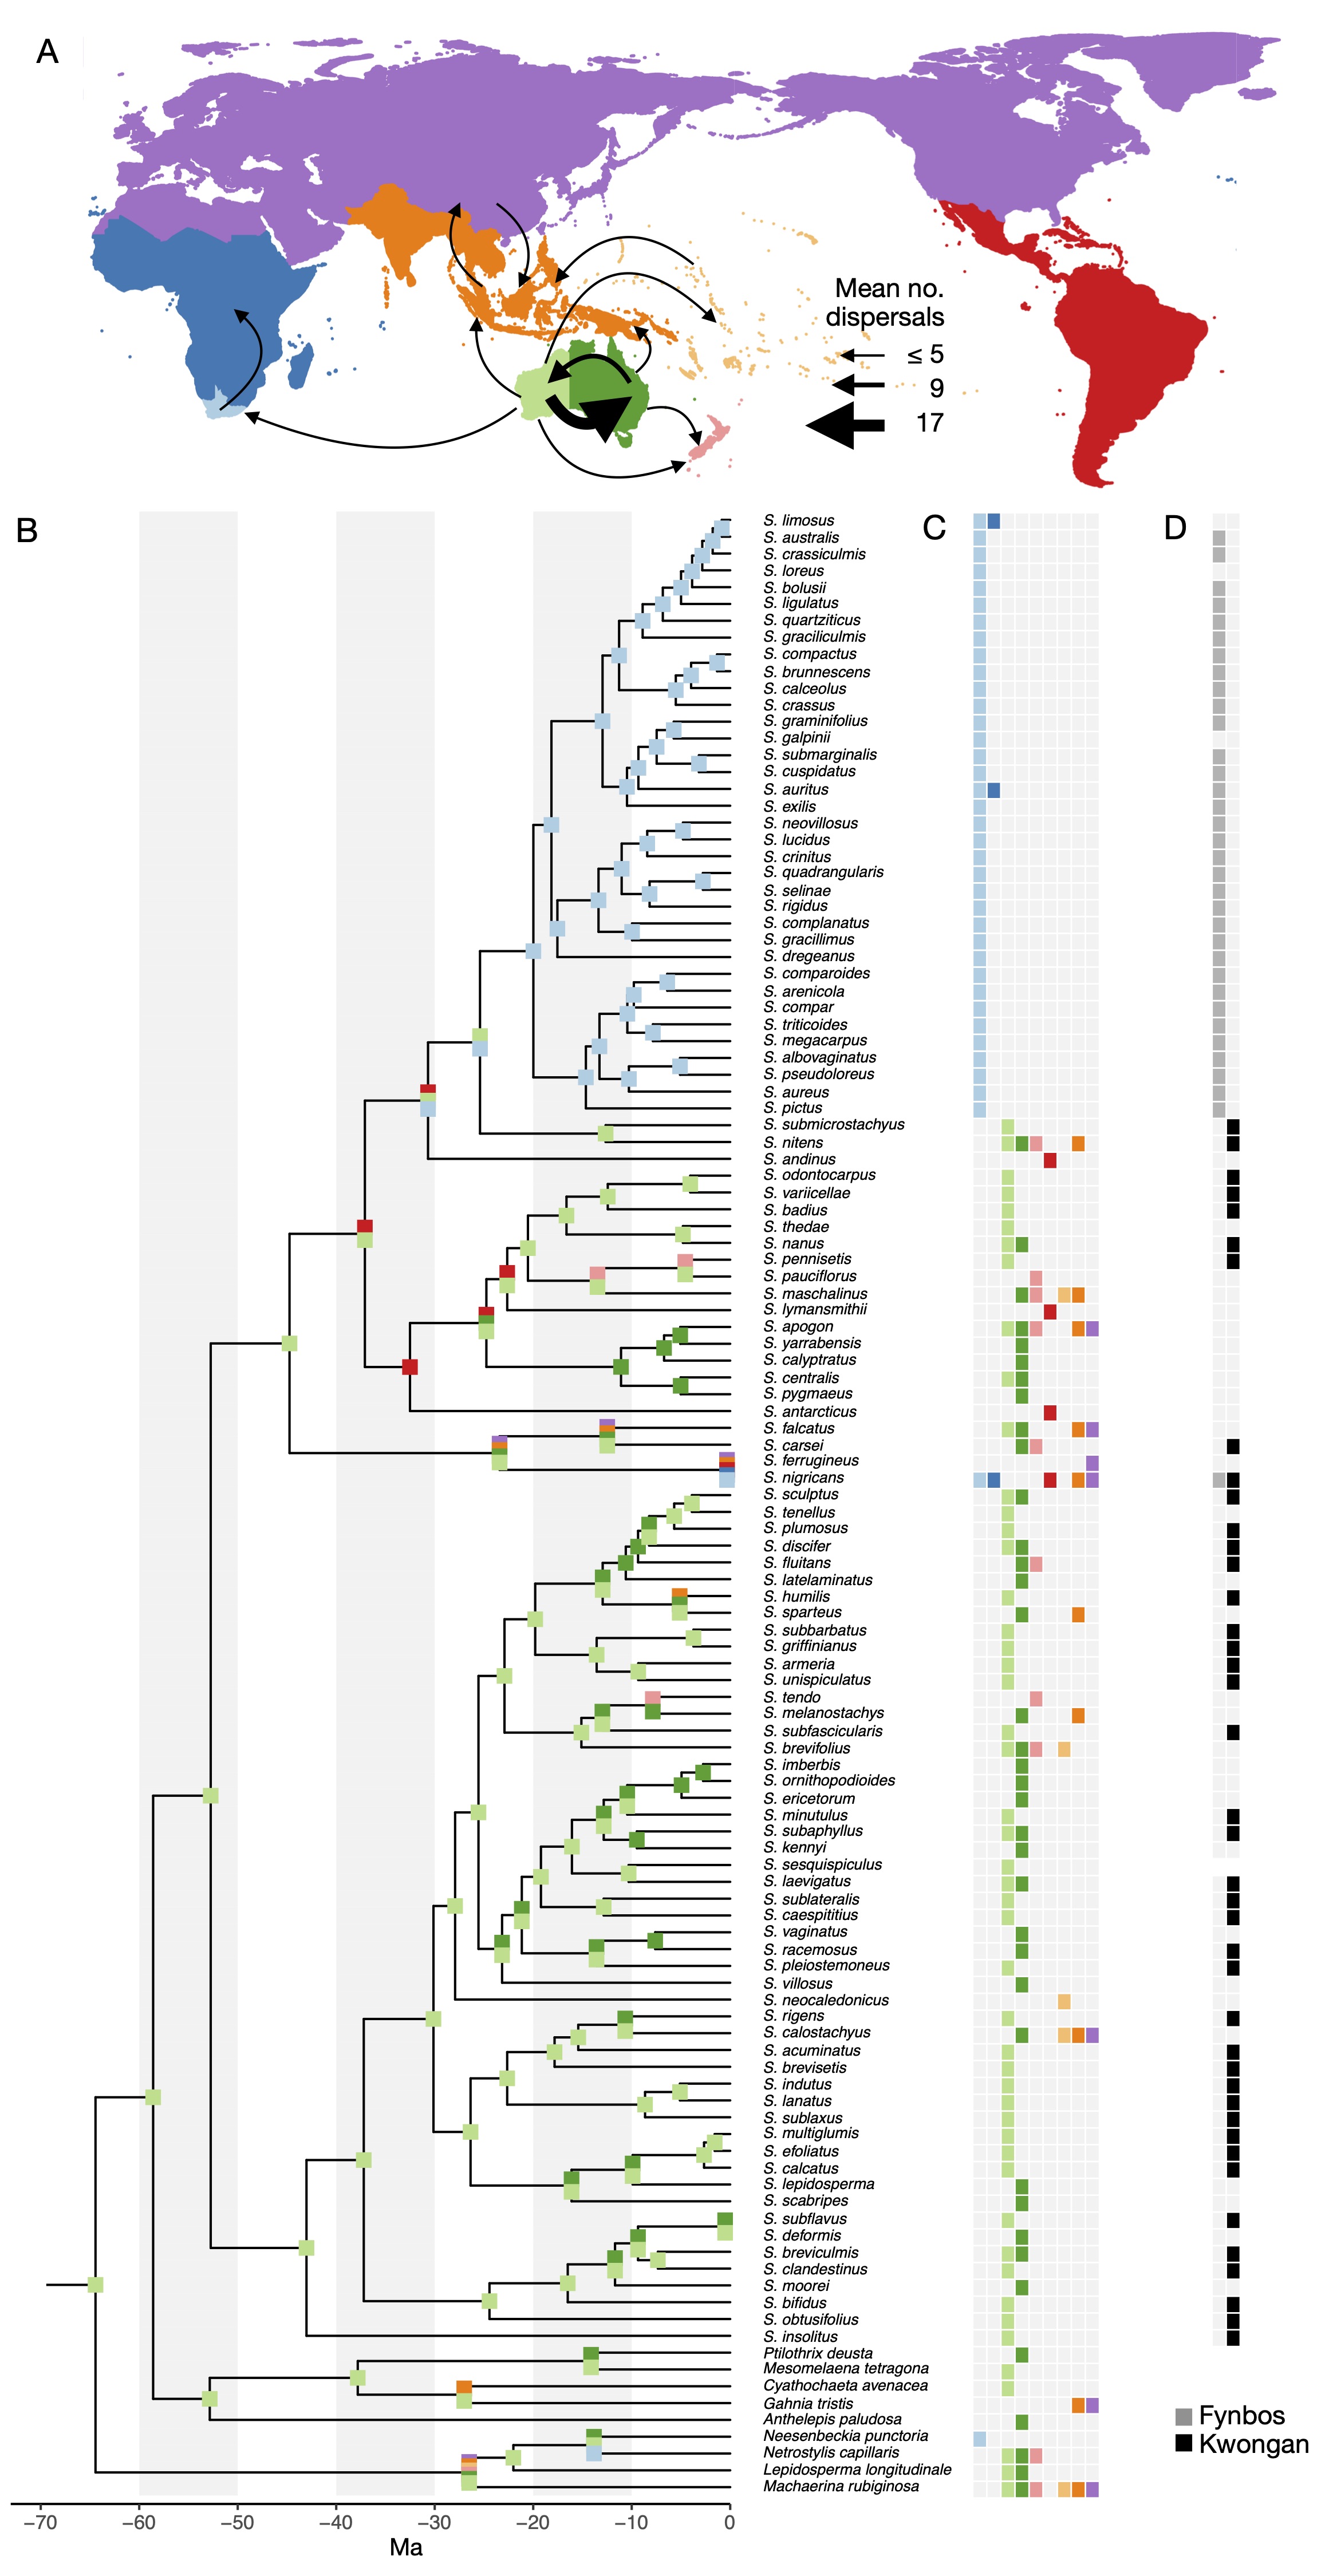 A
Mean no.
dispersals
≤ 5
9
17
B
C
D
S. limosus
S. australis
S. crassiculmis
S. loreus
S. bolusii
S. ligulatus
S. quartziticus
S. graciliculmis
S. compactus
S. brunnescens
S. calceolus
S. crassus
S. graminifolius
S. galpinii
S. submarginalis
S. cuspidatus
S. auritus
S. exilis
S. neovillosus
S. lucidus
S. crinitus
S. quadrangularis
S. selinae
S. rigidus
S. complanatus
S. gracillimus
S. dregeanus
S. comparoides
S. arenicola
S. compar
S. triticoides
S. megacarpus
S. albovaginatus
S. pseudoloreus
S. aureus
S. pictus
S. submicrostachyus
S. nitens
S. andinus
S. odontocarpus
S. variicellae
S. badius
S. thedae
S. nanus
S. pennisetis
S. pauciflorus
S. maschalinus
S. lymansmithii
S. apogon
S. yarrabensis
S. calyptratus
S. centralis
S. pygmaeus
S. antarcticus
S. falcatus
S. carsei
S. ferrugineus
S. nigricans
S. sculptus
S. tenellus
S. plumosus
S. discifer
S. fluitans
S. latelaminatus
S. humilis
S. sparteus
S. subbarbatus
S. griffinianus
S. armeria
S. unispiculatus
S. tendo
S. melanostachys
S. subfascicularis
S. brevifolius
S. imberbis
S. ornithopodioides
S. ericetorum
S. minutulus
S. subaphyllus
S. kennyi
S. sesquispiculus
S. laevigatus
S. sublateralis
S. caespititius
S. vaginatus
S. racemosus
S. pleiostemoneus
S. villosus
S. neocaledonicus
S. rigens
S. calostachyus
S. acuminatus
S. brevisetis
S. indutus
S. lanatus
S. sublaxus
S. multiglumis
S. efoliatus
S. calcatus
S. lepidosperma
S. scabripes
S. subflavus
S. deformis
S. breviculmis
S. clandestinus
S. moorei
S. bifidus
S. obtusifolius
S. insolitus
Ptilothrix deusta
Mesomelaena tetragona
Cyathochaeta avenacea
Gahnia tristis
Anthelepis paludosa
Neesenbeckia punctoria
Netrostylis capillaris
Lepidosperma longitudinale
Machaerina rubiginosa
Fynbos
Kwongan
−70 −60 −50 −40 −30 −20 −10 0
Ma